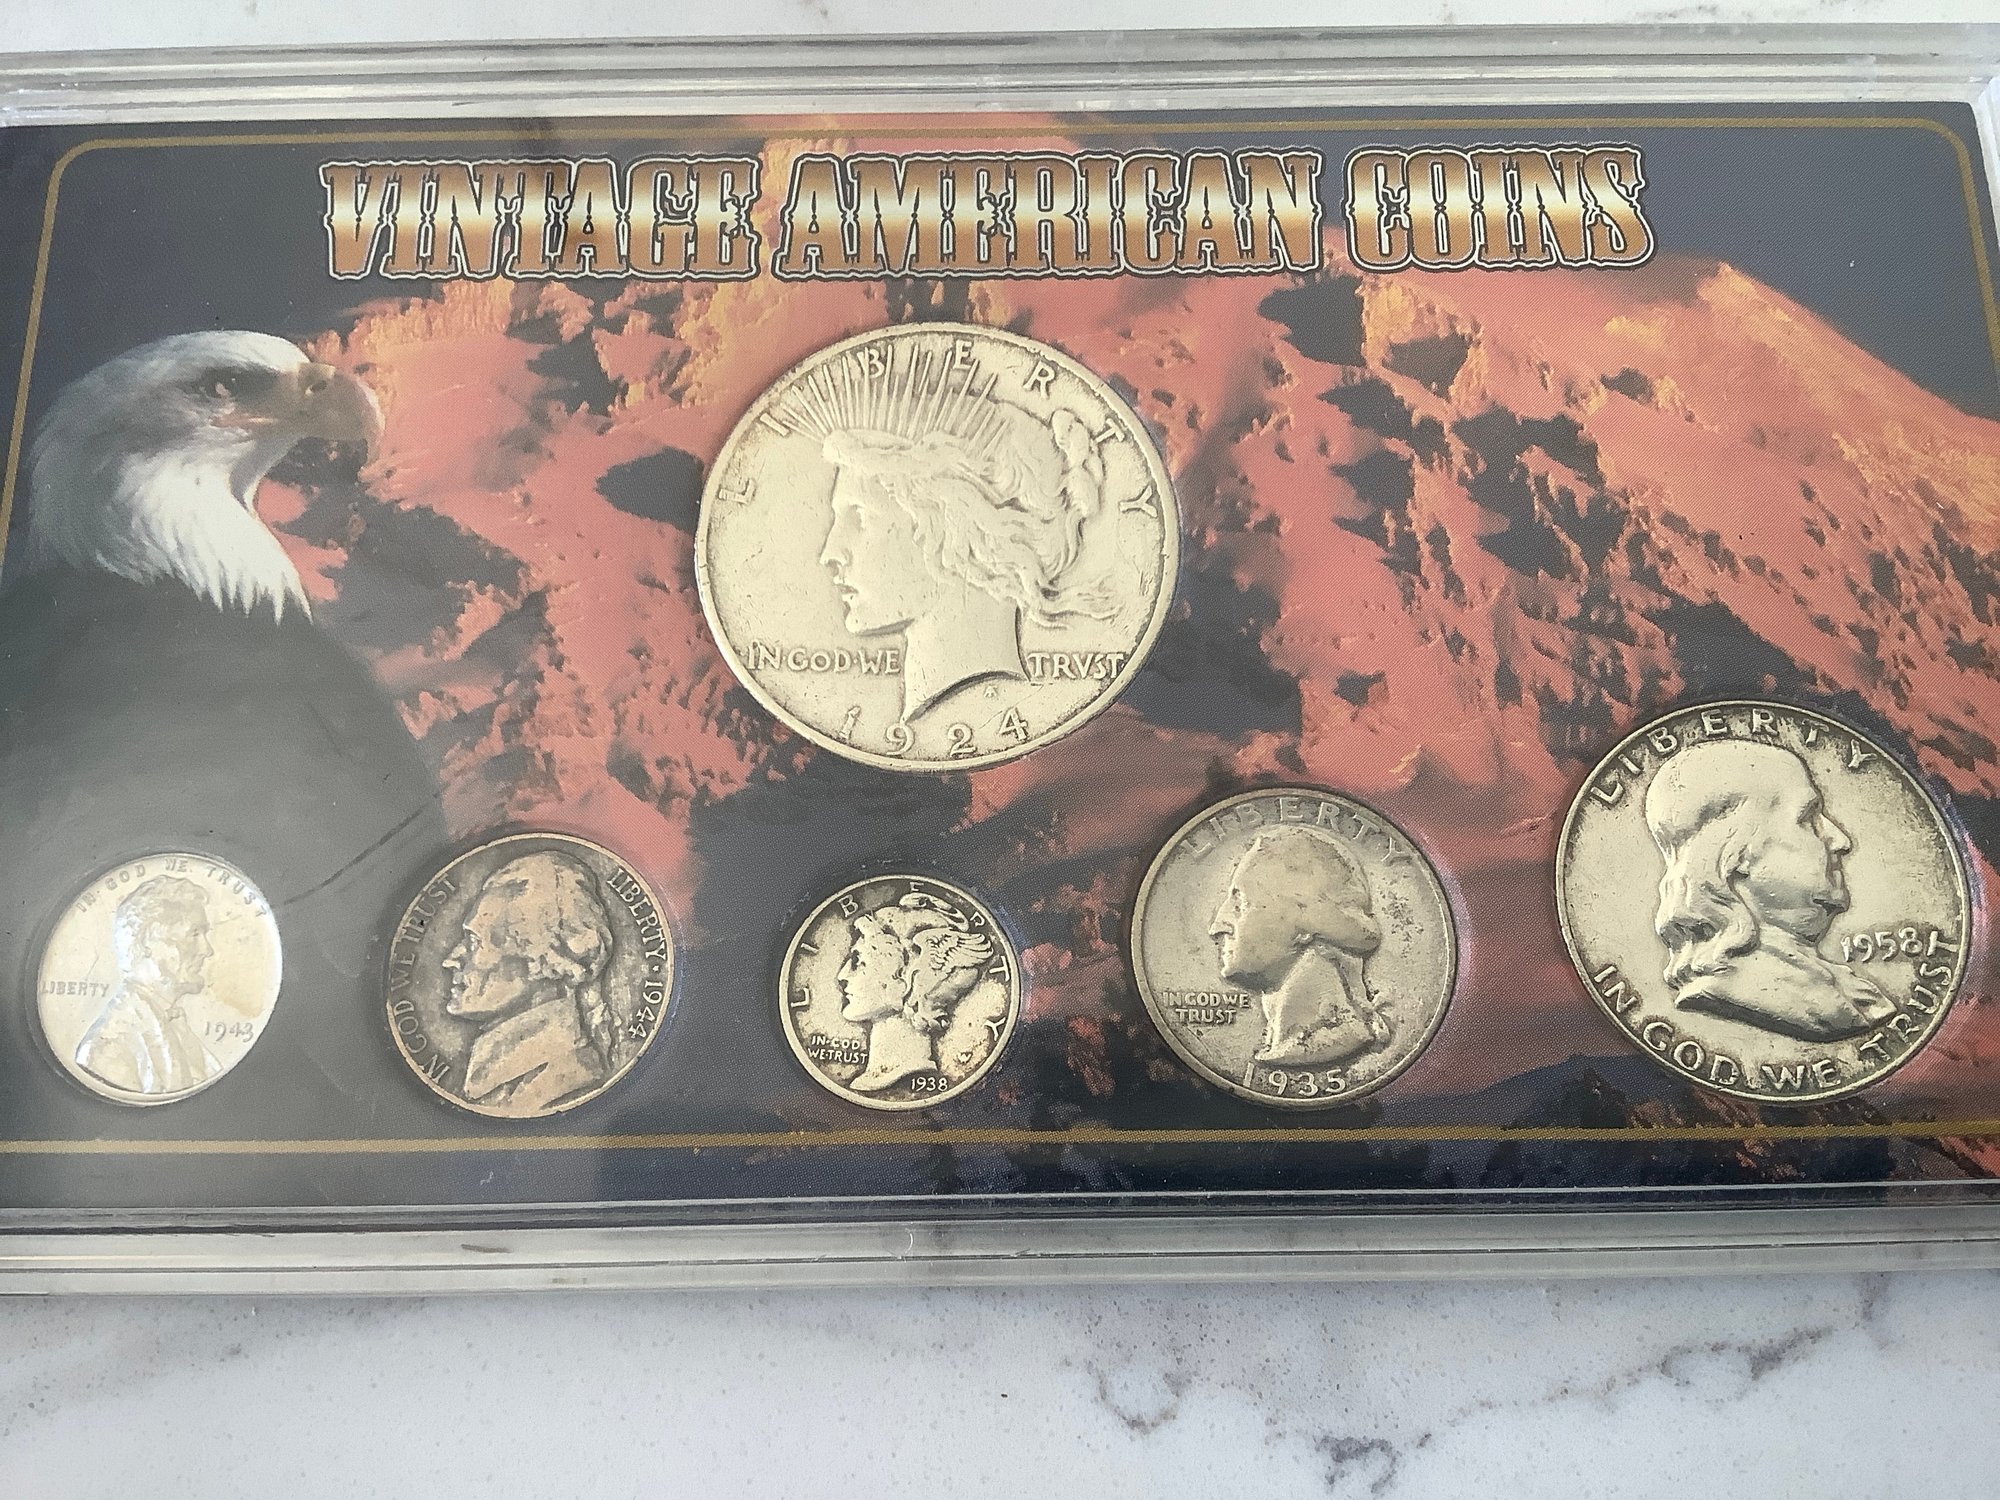 VINTAGE AMERICAN COINS
LIBERTY
IN GOD WE TRVST
1924
IN GOD WE TRUST
LIBERTY
1943
IN GOD WE TRUST
LIBERTY · 1944
LIBERTY
IN GOD
WE TRUST
1938
LIBERTY
IN GOD WE
TRUST
1935
LIBERTY
1958
IN GOD WE TRUST